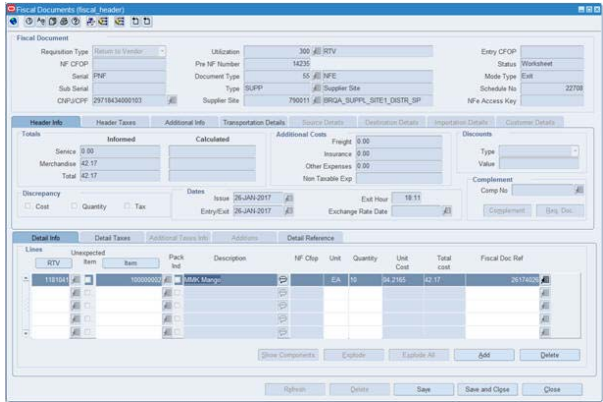 Fiscal Documents (fiscal_header)
Fiscal Document
Requisition Type Return to Vendor Utilization 300 RTV Entry CFOP
NF CFOP Pre NF Number 14235 Status Worksheet
Serial PNF Document Type 55 NFE Mode Type Exit
Sub Serial Type SUPP Supplier Site Schedule No 22708
CNPJ/CPF 29718434000103 Supplier Site 790011 BRQA_SUPPL_SITE1_DISTR_SP NFe Access Key
Header Info Header Taxes Additional Info Transportation Details Source Details Destination Details Importation Details Customer Details
Totals Additional Costs Discounts
Informed Calculated Freight 0.00 Type
Service 0.00 Insurance 0.00 Value
Merchandise 42.17 Other Expenses 0.00
Total 42.17 Non Taxable Exp Complement
Discrepancy Dates Comp No
Cost Quantity Tax Issue 26-JAN-2017 Exit Hour 18:11
Entry/Exit 26-JAN-2017 Exchange Rate Date Complement Beq. Doc.
Detail Info Detail Taxes Additional Taxes Info Additions Detail Reference
Lines
RTV Unexpected Item Item Pack Ind Description NF Cfop Unit Quantity Unit Cost Total cost Fiscal Doc Ref
1181041 100009902 MMK Mango EA 10 04.2165 42.17 26174026
Show Components Explode Explode All Add Delete
Refresh Delete Save Save and Close Close